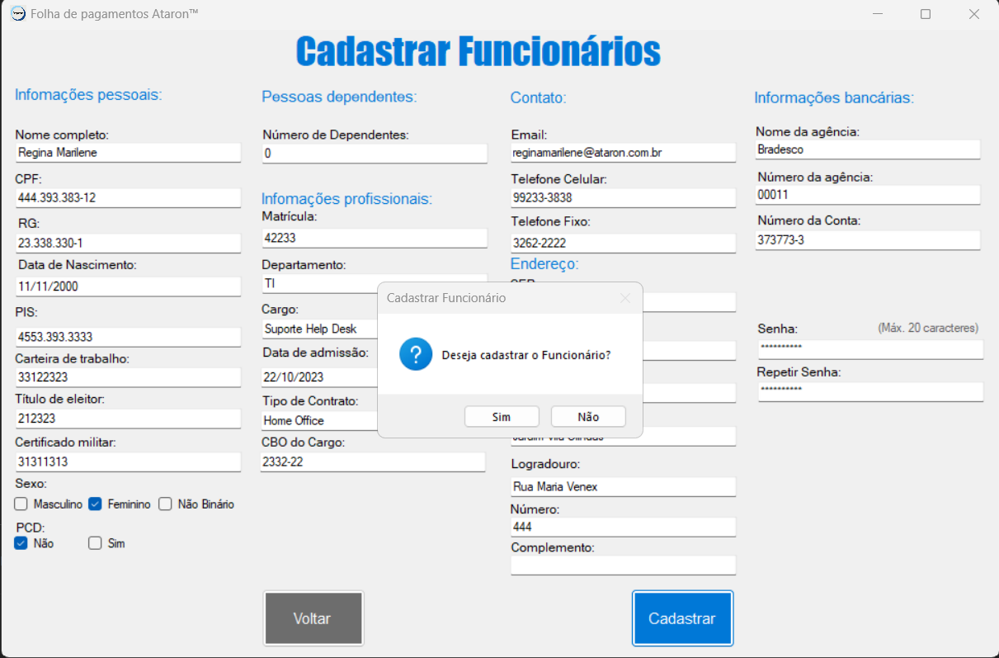 Folha de pagamentos Ataron™
Cadastrar Funcionários
Infomações pessoais:
Nome completo:
Regina Marilene
CPF:
444.393.383-12
RG:
23.338.330-1
Data de Nascimento:
11/11/2000
PIS:
4553.393.3333
Carteira de trabalho:
33122323
Título de eleitor:
212323
Certificado militar:
31311313
Sexo:
Masculino Feminino Não Binário
PCD:
Não Sim
Pessoas dependentes:
Número de Dependentes:
0
Infomações profissionais:
Matrícula:
42233
Departamento:
TI
Cargo:
Suporte Help Desk
Data de admissão:
22/10/2023
Tipo de Contrato:
Home Office
CBO do Cargo:
2332-22
Contato:
Email:
reginamarilene@ataron.com.br
Telefone Celular:
99233-3838
Telefone Fixo:
3262-2222
Endereço:
Logradouro:
Rua Maria Venex
Número:
444
Complemento:
Informações bancárias:
Nome da agência:
Bradesco
Número da agência:
00011
Número da Conta:
373773-3
Senha: (Máx. 20 caracteres)
**********
Repetir Senha:
**********
Cadastrar Funcionário
Deseja cadastrar o Funcionário?
Sim Não
Voltar
Cadastrar